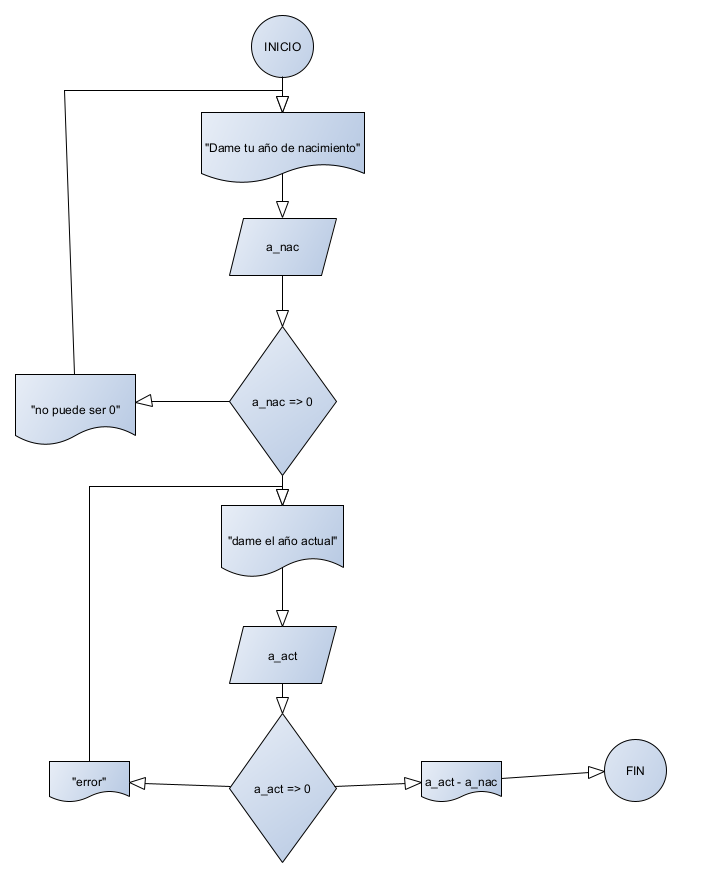 INICIO
"Dame tu año de nacimiento"
a_nac
a_nac => 0
"no puede ser 0"
"dame el año actual"
a_act
a_act => 0
"error"
a_act - a_nac
FIN